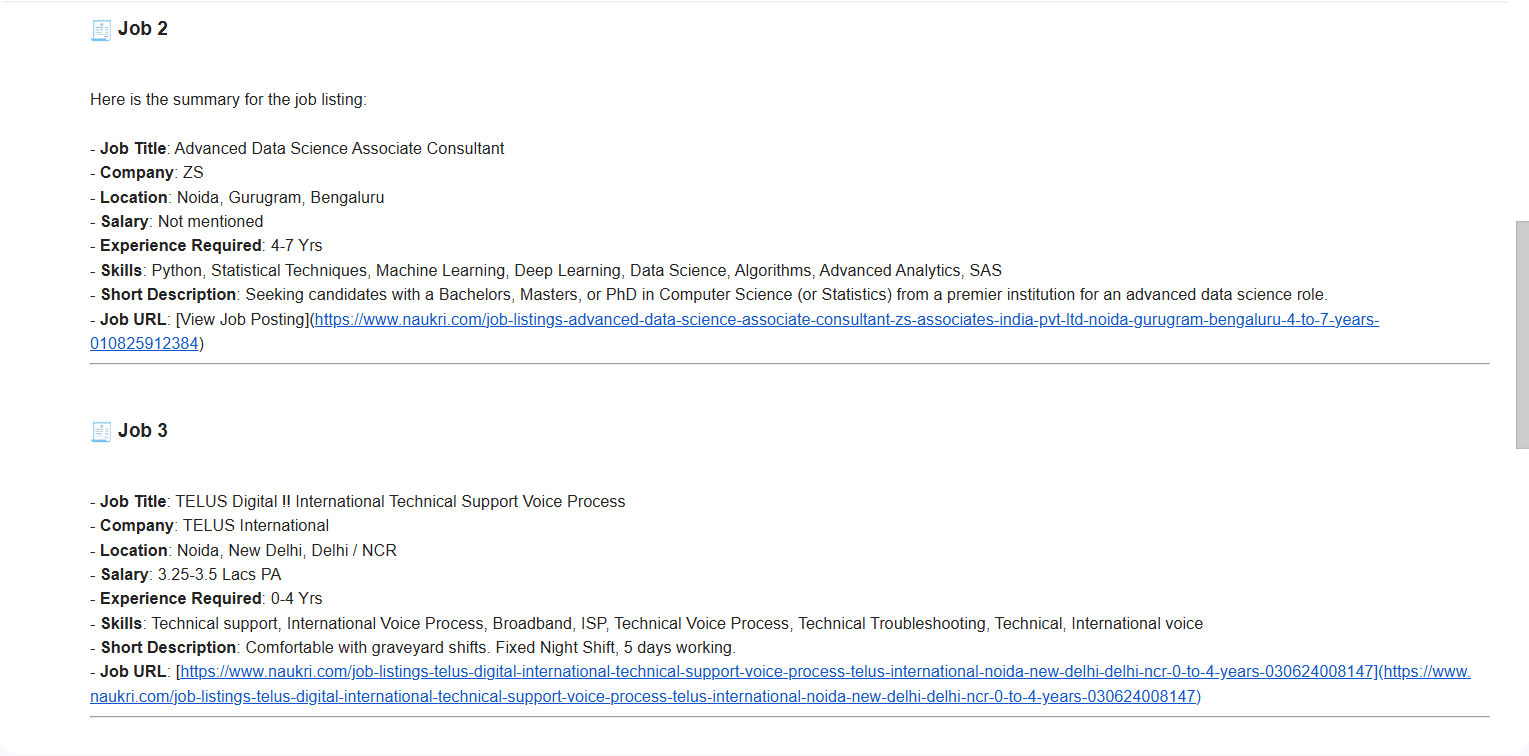 Job 2
Here is the summary for the job listing:
- Job Title: Advanced Data Science Associate Consultant
- Company: ZS
- Location: Noida, Gurugram, Bengaluru
- Salary: Not mentioned
- Experience Required: 4-7 Yrs
- Skills: Python, Statistical Techniques, Machine Learning, Deep Learning, Data Science, Algorithms, Advanced Analytics, SAS
- Short Description: Seeking candidates with a Bachelors, Masters, or PhD in Computer Science (or Statistics) from a premier institution for an advanced data science role.
- Job URL: [View Job Posting](https://www.naukri.com/job-listings-advanced-data-science-associate-consultant-zs-associates-india-pvt-ltd-noida-gurugram-bengaluru-4-to-7-years-
010825912384)
Job 3
- Job Title: TELUS Digital !! International Technical Support Voice Process
- Company: TELUS International
- Location: Noida, New Delhi, Delhi / NCR
- Salary: 3.25-3.5 Lacs PA
- Experience Required: 0-4 Yrs
- Skills: Technical support, International Voice Process, Broadband, ISP, Technical Voice Process, Technical Troubleshooting, Technical, International voice
- Short Description: Comfortable with graveyard shifts. Fixed Night Shift, 5 days working.
- Job URL: [https://www.naukri.com/job-listings-telus-digital-international-technical-support-voice-process-telus-international-noida-new-delhi-delhi-ncr-0-to-4-years-030624008147](https://www.
naukri.com/job-listings-telus-digital-international-technical-support-voice-process-telus-international-noida-new-delhi-delhi-ncr-0-to-4-years-030624008147)